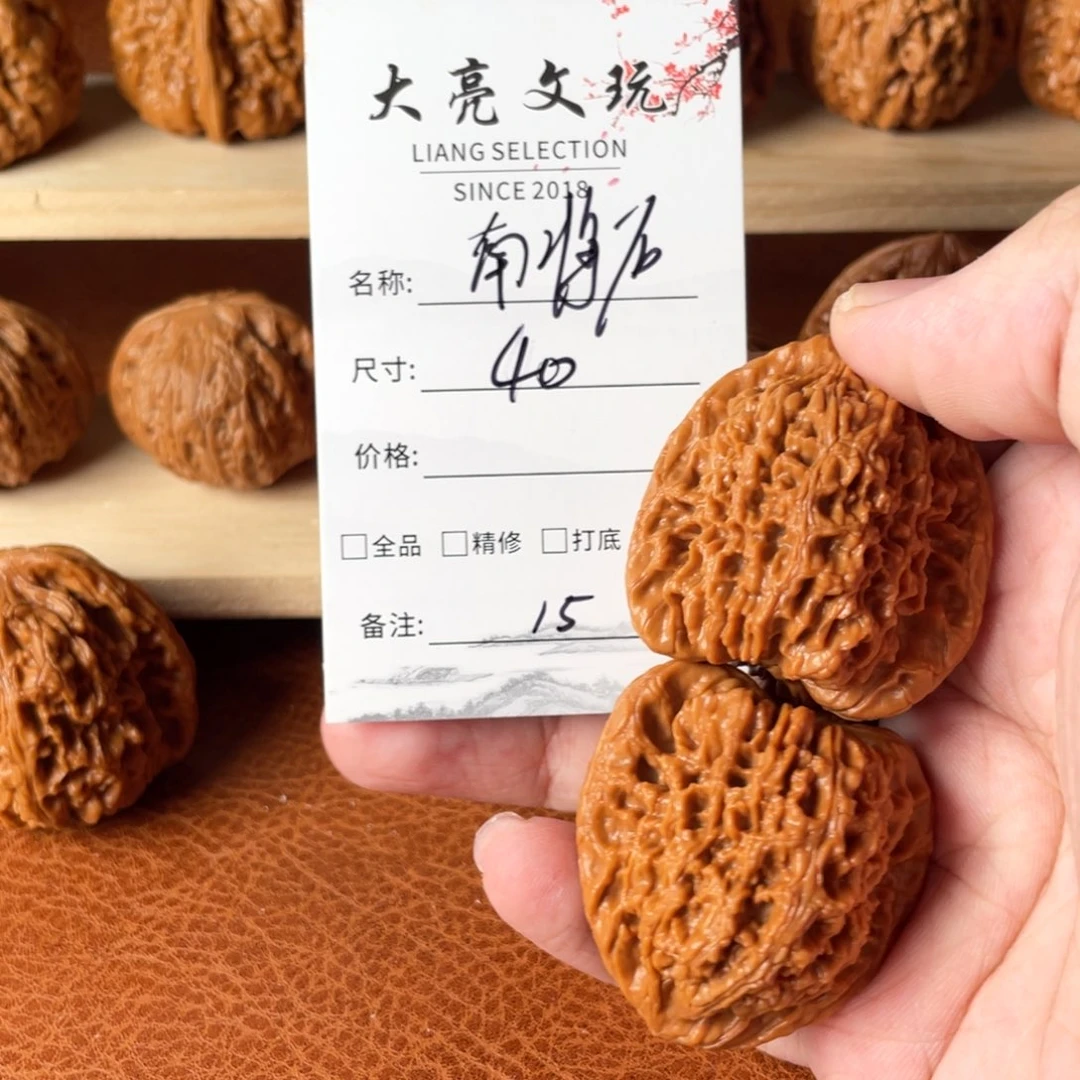 大亮文玩
LIANG SELECTION
SINCE 2018
名称: 南将石
尺寸: 40
价格:
全品 精修 打底
备注: 15